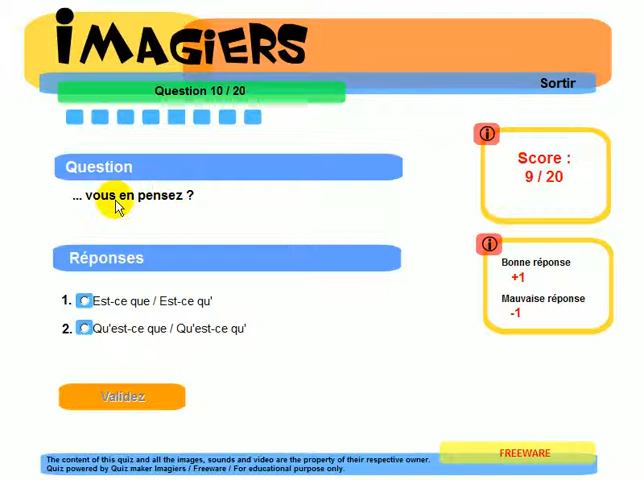 iMAGiERS
Sortir
Question 10 / 20
Score :
9 / 20
Question
... vous en pensez ?
Réponses
Bonne réponse
+1
Mauvaise réponse
-1
1. Est-ce que / Est-ce qu'
2. Qu'est-ce que / Qu'est-ce qu'
Validez
FREEWARE
The content of this quiz and all the images, sounds and video are the property of their respective owner.
Quiz powered by Quiz maker Imagiers / Freeware / For educational purpose only.